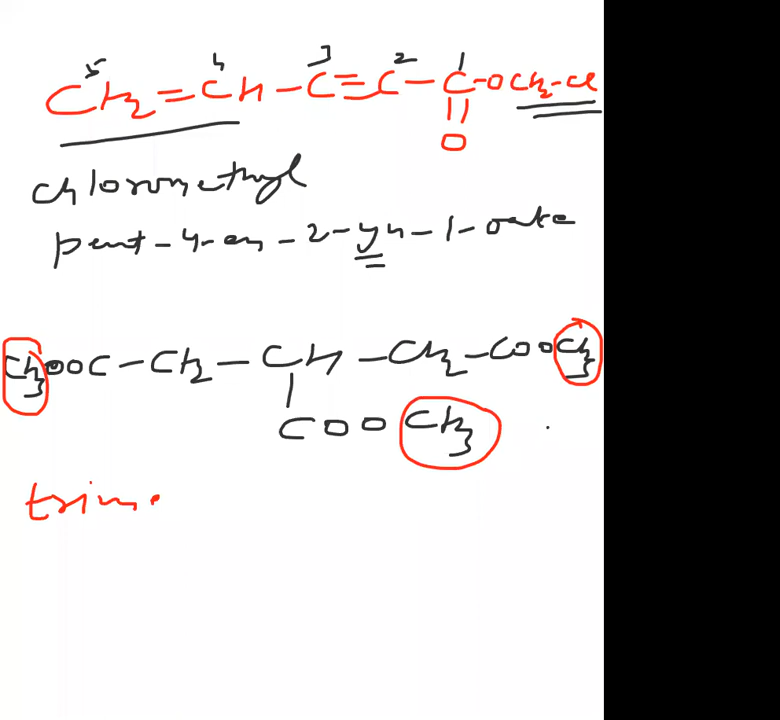 5 4 3 2 1
CH2=CH-C≡C-C-OCH2-Cl
||
O
chloromethyl
pent-4-en-2-yn-1-oate
CH3OOC-CH2-CH-CH2-COOCH3
|
COOCH3
trim